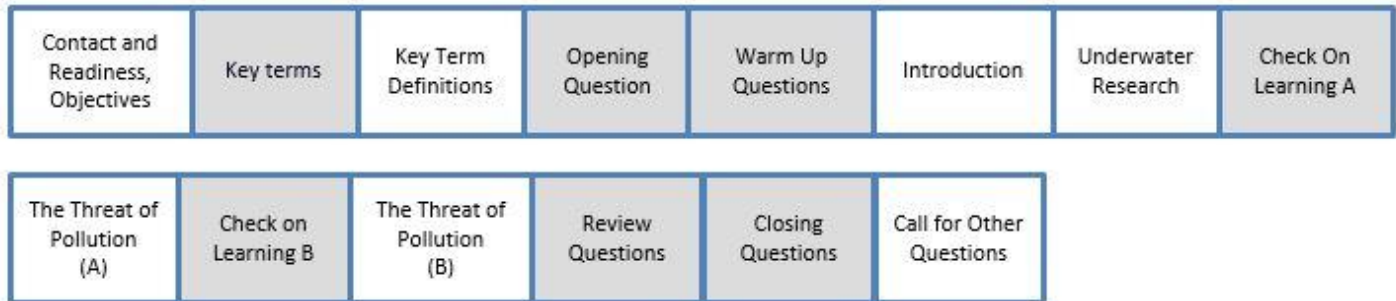 Contact and
Readiness,
Objectives
Key terms
Key Term
Definitions
Opening
Question
Warm Up
Questions
Introduction
Underwater
Research
Check On
Learning A
The Threat of
Pollution
(A)
Check on
Learning B
The Threat of
Pollution
(B)
Review
Questions
Closing
Questions
Call for Other
Questions